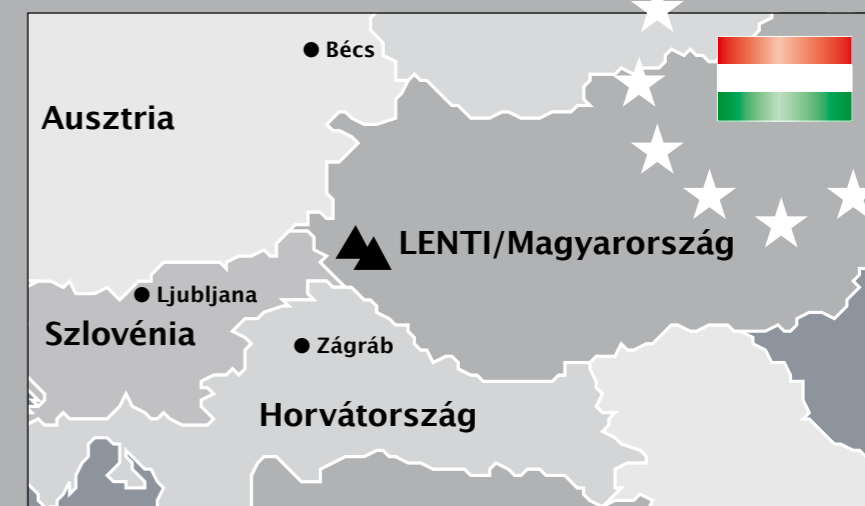 Bécs
Ausztria
LENTI/Magyarország
Ljubljana
Szlovénia
Zágráb
Horvátország